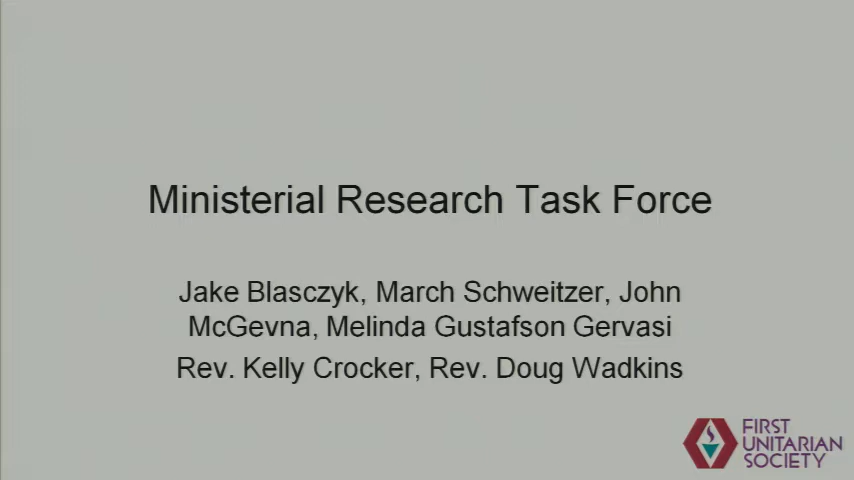 Ministerial Research Task Force
Jake Blasczyk, March Schweitzer, John
McGevna, Melinda Gustafson Gervasi
Rev. Kelly Crocker, Rev. Doug Wadkins
FIRST
UNITARIAN
SOCIETY